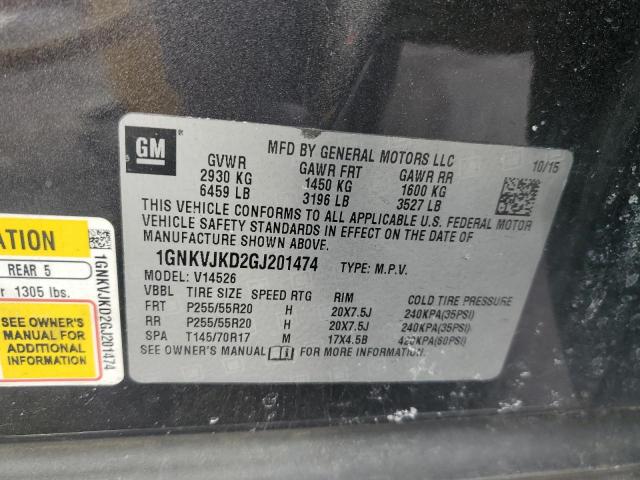 GM
MFD BY GENERAL MOTORS LLC
10/15
GVWR GAWR FRT GAWR RR
2930 KG 1450 KG 1600 KG
6459 LB 3196 LB 3527 LB
THIS VEHICLE CONFORMS TO ALL APPLICABLE U.S. FEDERAL MOTOR
VEHICLE SAFETY STANDARDS IN EFFECT ON THE DATE OF
MANUFACTURE SHOWN ABOVE.
1GNKVJKD2GJ201474 TYPE: M.P.V.
MODEL: V14526
VBBL TIRE SIZE SPEED RTG RIM
FRT P255/55R20 H 20X7.5J 240KPA(35PSI)
RR P255/55R20 H 20X7.5J 240KPA(35PSI)
SPA T145/70R17 M 17X4.5B 420KPA(60PSI)
SEE OWNER'S MANUAL FOR MORE INFORMATION.
ATION
REAR 5
1305 lbs.
SEE OWNER'S
MANUAL FOR
ADDITIONAL
INFORMATION
1GNKVJKD2GJ201474